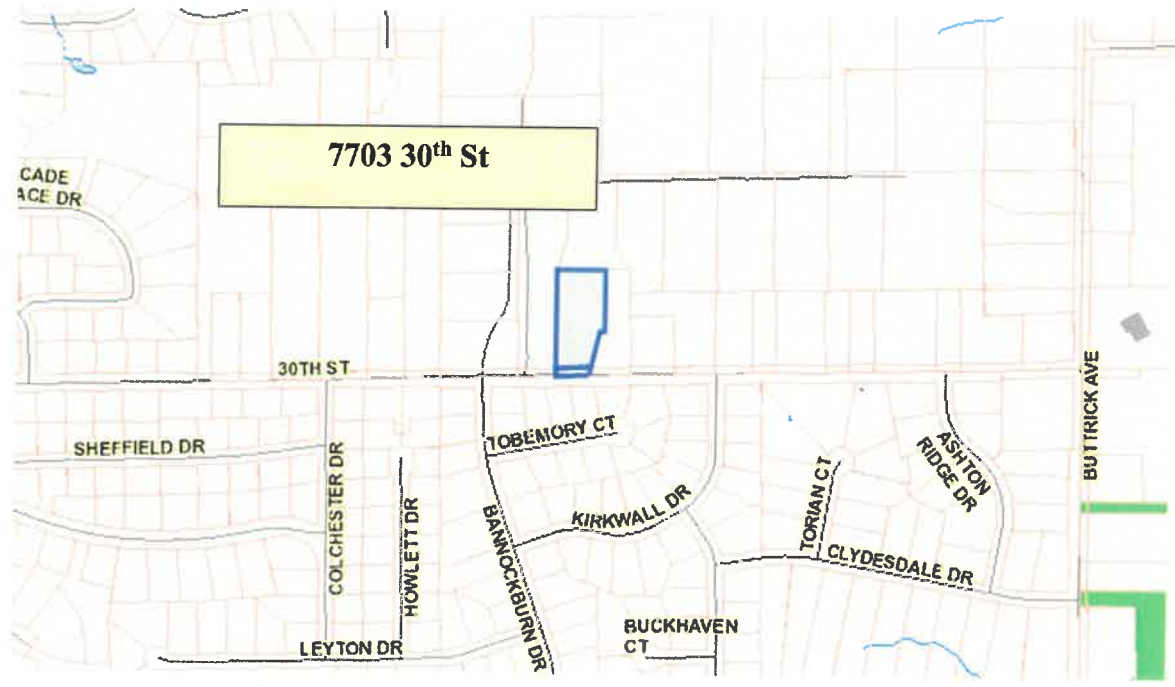 7703 30th St
CADE
ACE DR
30TH ST
SHEFFIELD DR
COLCHESTER DR
HOWLETT DR
LEYTON DR
BANNOCKBURN DR
TOBEMORY CT
KIRKWALL DR
BUCKHAVEN
CT
TORIAN CT
CLYDESDALE DR
ASHTON
RIDGE DR
BUTTRICK AVE